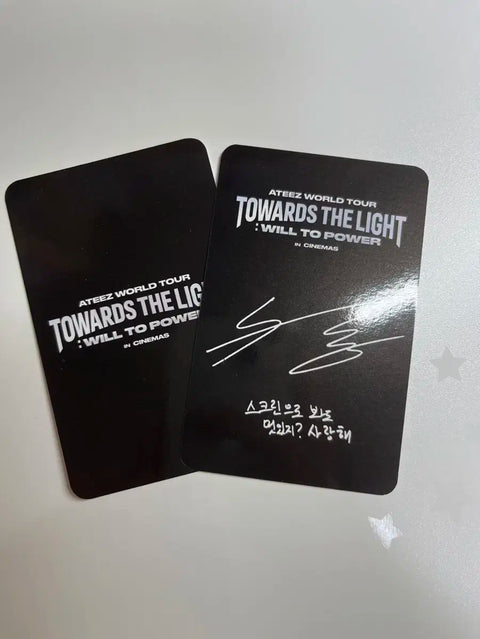 ATEEZ WORLD TOUR
TOWARDS THE LIG
: WILL TO POWER
IN CINEMAS
ATEEZ WORLD TOUR
TOWARDS THE LIGHT
: WILL TO POWER
IN CINEMAS
스크린으로 봐도
멋있지? 사랑해